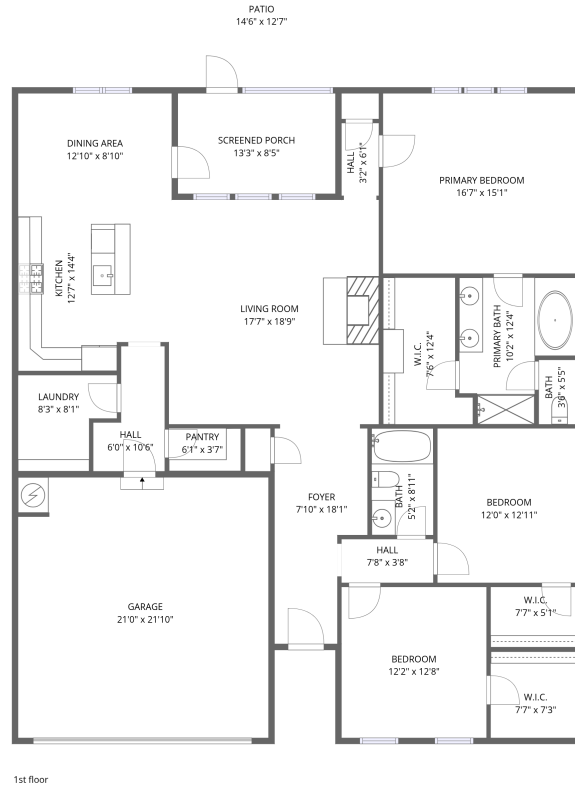 PATIO
14'6" x 12'7"
DINING AREA
12'10" x 8'10"
SCREENED PORCH
13'3" x 8'5"
HALL
3'2" x 6'1"
PRIMARY BEDROOM
16'7" x 15'1"
KITCHEN
12'7" x 14'4"
LIVING ROOM
17'7" x 18'9"
W.I.C.
7'6" x 12'4"
PRIMARY BATH
10'2" x 12'4"
BATH
3'6" x 5'5"
LAUNDRY
8'3" x 8'1"
HALL
6'0" x 10'6"
PANTRY
6'1" x 3'7"
FOYER
7'10" x 18'1"
BATH
5'2" x 8'11"
BEDROOM
12'0" x 12'11"
HALL
7'8" x 3'8"
GARAGE
21'0" x 21'10"
W.I.C.
7'7" x 5'1"
BEDROOM
12'2" x 12'8"
W.I.C.
7'7" x 7'3"
1st floor